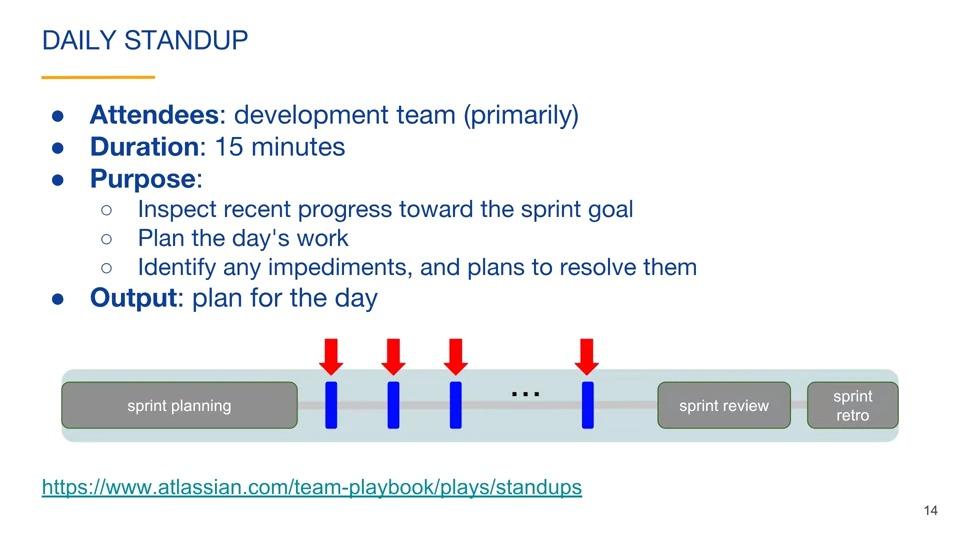 DAILY STANDUP
● Attendees: development team (primarily)
● Duration: 15 minutes
● Purpose:
○ Inspect recent progress toward the sprint goal
○ Plan the day's work
○ Identify any impediments, and plans to resolve them
● Output: plan for the day
sprint planning
...
sprint review
sprint
retro
https://www.atlassian.com/team-playbook/plays/standups
14